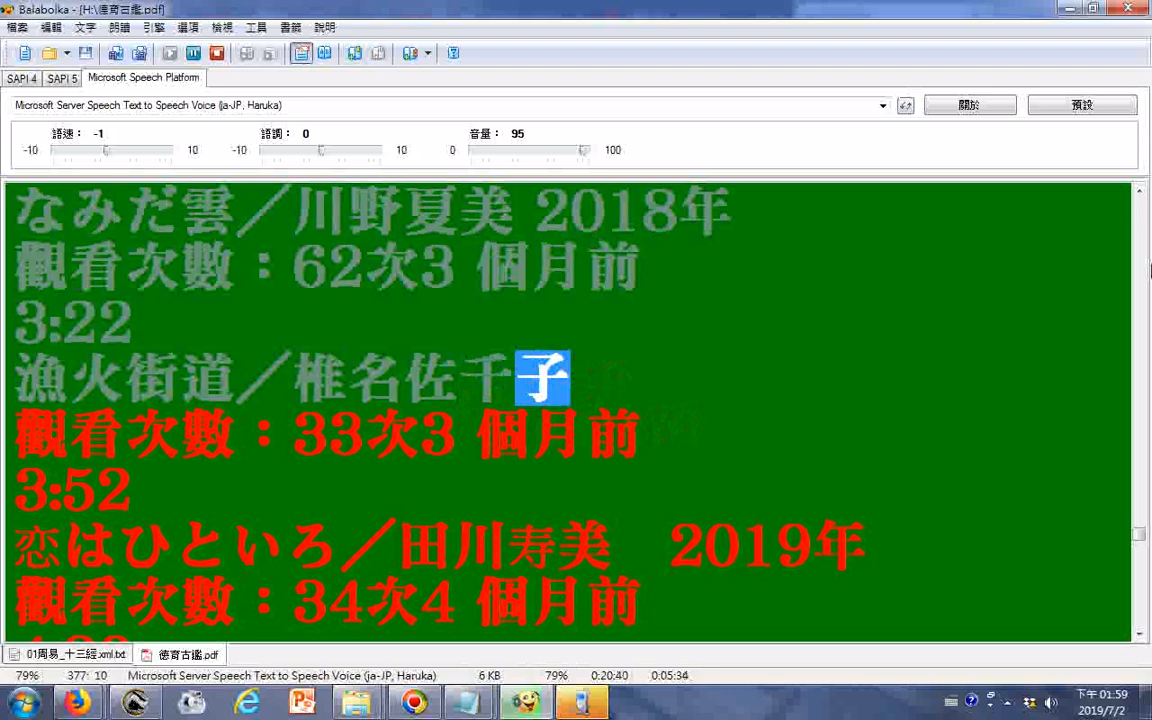 Balabolka - [H:\德育古鑑.pdf]
檔案 編輯 文字 朗讀 引擎 選項 檢視 工具 書籤 說明
SAPI 4 SAPI 5 Microsoft Speech Platform
Microsoft Server Speech Text to Speech Voice (ja-JP, Haruka) 關於 預設
語速： -1 語調： 0 音量： 95
-10 10 -10 10 0 100
なみだ雲／川野夏美 2018年
觀看次數：62次3 個月前
3:22
漁火街道／椎名佐千子
觀看次數：33次3 個月前
3:52
恋はひといろ／田川寿美　2019年
觀看次數：34次4 個月前
01周易_十三經.xml.txt 德育古鑑.pdf
79% 377: 10 Microsoft Server Speech Text to Speech Voice (ja-JP, Haruka) 6 KB 79% 0:20:40 0:05:34
下午 01:59
2019/7/2